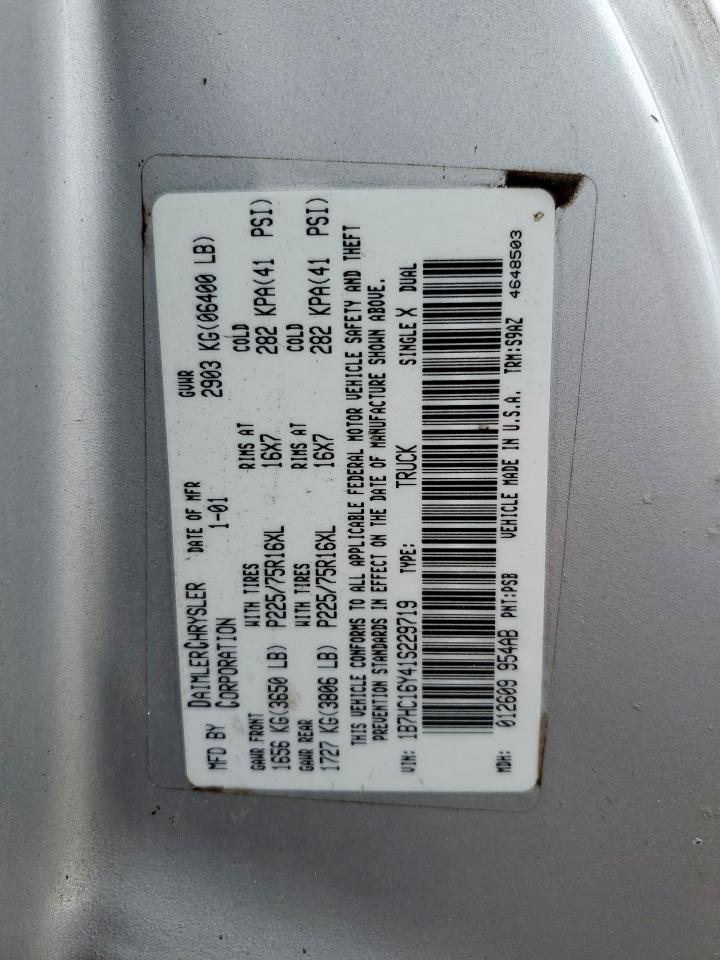 MFD BY DAIMLERCHRYSLER CORPORATION
DATE OF MFR 1-01
GVWR 2903 KG(06400 LB)
GAWR FRONT WITH TIRES RIMS AT COLD
1656 KG(3650 LB) P225/75R16XL 16X7 282 KPA(41 PSI)
GAWR REAR WITH TIRES RIMS AT COLD
1727 KG(3806 LB) P225/75R16XL 16X7 282 KPA(41 PSI)
THIS VEHICLE CONFORMS TO ALL APPLICABLE FEDERAL MOTOR VEHICLE SAFETY AND THEFT
PREVENTION STANDARDS IN EFFECT ON THE DATE OF MANUFACTURE SHOWN ABOVE.
VIN: 1B7HC16Y41S229719 TYPE: TRUCK SINGLE X DUAL
MDH: 012609 954AB PNT:PSB VEHICLE MADE IN U.S.A. TRM:S9AZ 4648503